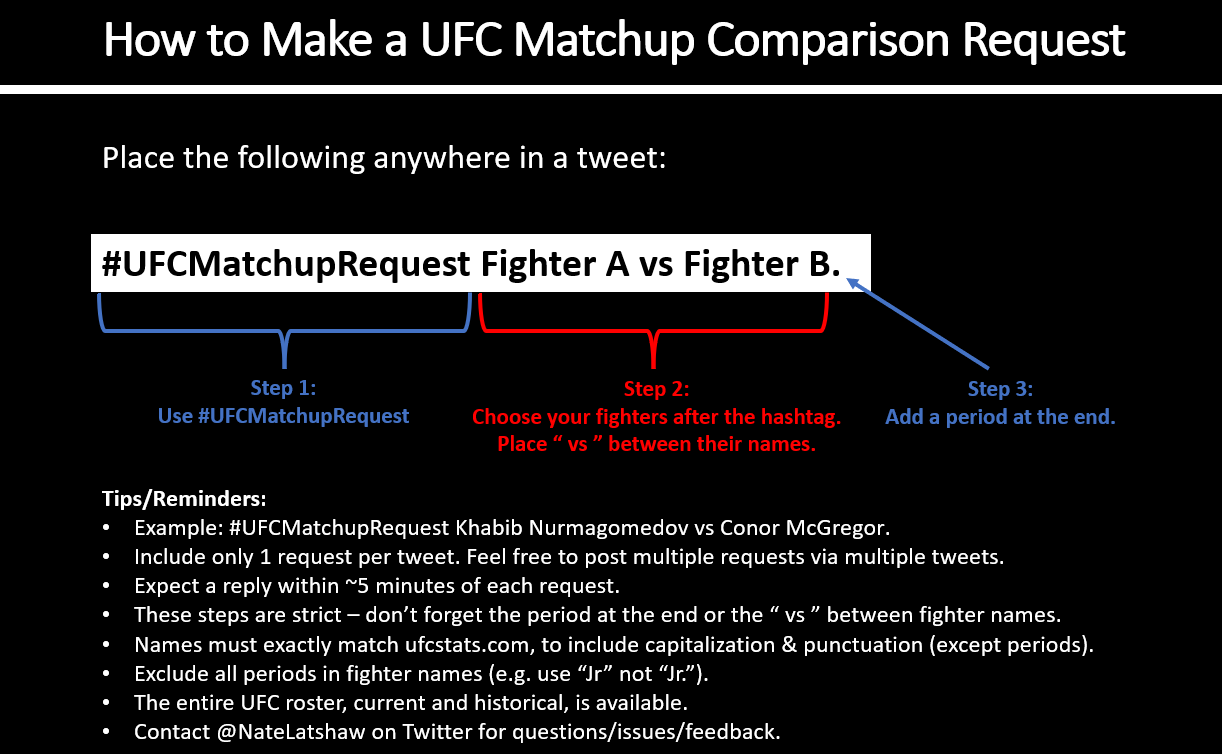 How to Make a UFC Matchup Comparison Request
Place the following anywhere in a tweet:
#UFCMatchupRequest Fighter A vs Fighter B.
Step 1:
Use #UFCMatchupRequest
Step 2:
Choose your fighters after the hashtag.
Place “ vs ” between their names.
Step 3:
Add a period at the end.
Tips/Reminders:
• Example: #UFCMatchupRequest Khabib Nurmagomedov vs Conor McGregor.
• Include only 1 request per tweet. Feel free to post multiple requests via multiple tweets.
• Expect a reply within ~5 minutes of each request.
• These steps are strict – don’t forget the period at the end or the “ vs ” between fighter names.
• Names must exactly match ufcstats.com, to include capitalization & punctuation (except periods).
• Exclude all periods in fighter names (e.g. use “Jr” not “Jr.”).
• The entire UFC roster, current and historical, is available.
• Contact @NateLatshaw on Twitter for questions/issues/feedback.